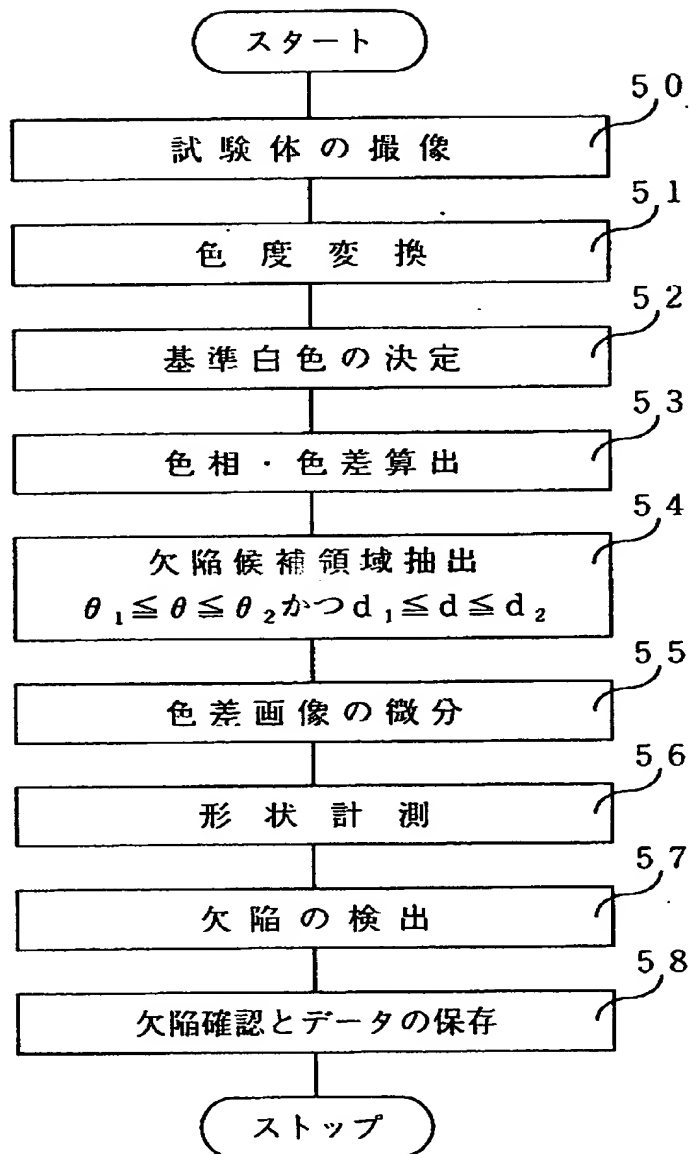 スタート
50
試験体の撮像
51
色度変換
52
基準白色の決定
53
色相・色差算出
54
欠陥候補領域抽出
θ₁≦θ≦θ₂かつd₁≦d≦d₂
55
色差画像の微分
56
形状計測
57
欠陥の検出
58
欠陥確認とデータの保存
ストップ